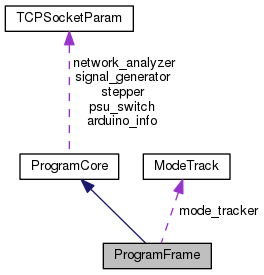 TCPSocketParam
network_analyzer
signal_generator
stepper
psu_switch
arduino_info
ProgramCore
ModeTrack
mode_tracker
ProgramFrame